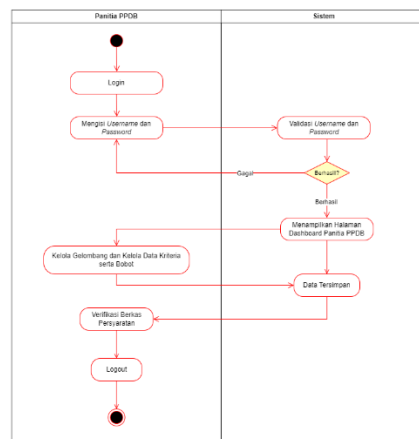 Panitia PPDB
Sistem
Login
Mengisi Username dan
Password
Validasi Username dan
Password
Gagal
Berhasil?
Berhasil
Menampilkan Halaman
Dashboard Panitia PPDB
Kelola Gelombang dan Kelola Data Kriteria
serta Bobot
Data Tersimpan
Verifikasi Berkas
Persyaratan
Logout